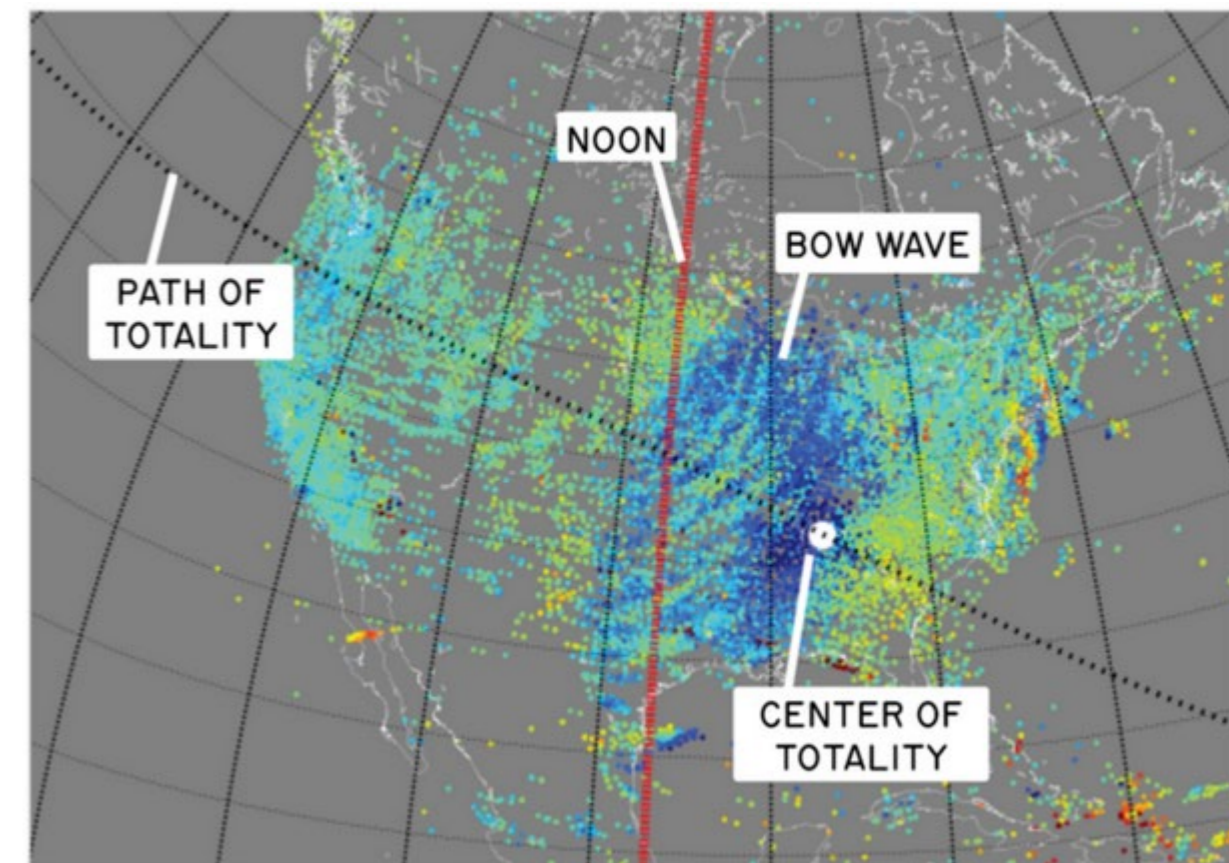 NOON
BOW WAVE
PATH OF
TOTALITY
CENTER OF
TOTALITY